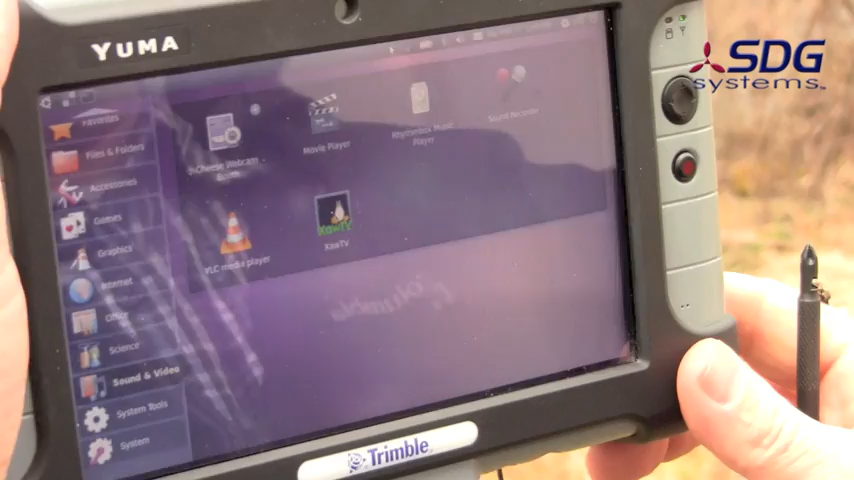 YUMA
SDG
systems
Favorites
Files & Folders
Accessories
Games
Graphics
Internet
Office
Science
Sound & Video
System Tools
System
Cheese Webcam
Booth
Movie Player
Rhythmbox Music
Player
Sound Recorder
VLC media player
XawTV
XawTV
Trimble